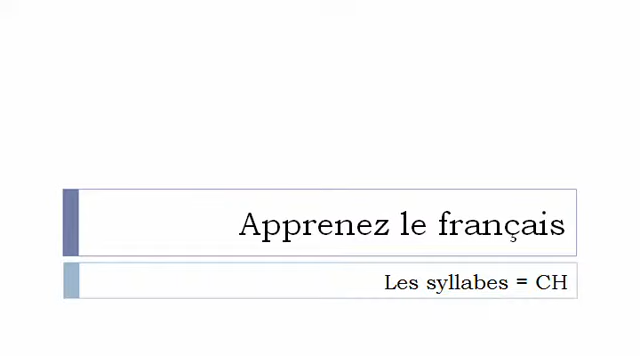 Apprenez le français
Les syllabes = CH